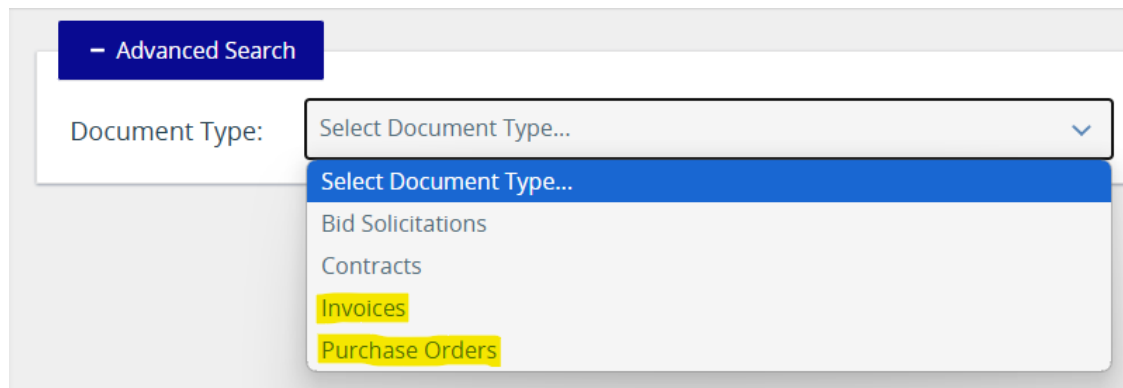 − Advanced Search
Document Type: Select Document Type...
Select Document Type...
Bid Solicitations
Contracts
Invoices
Purchase Orders